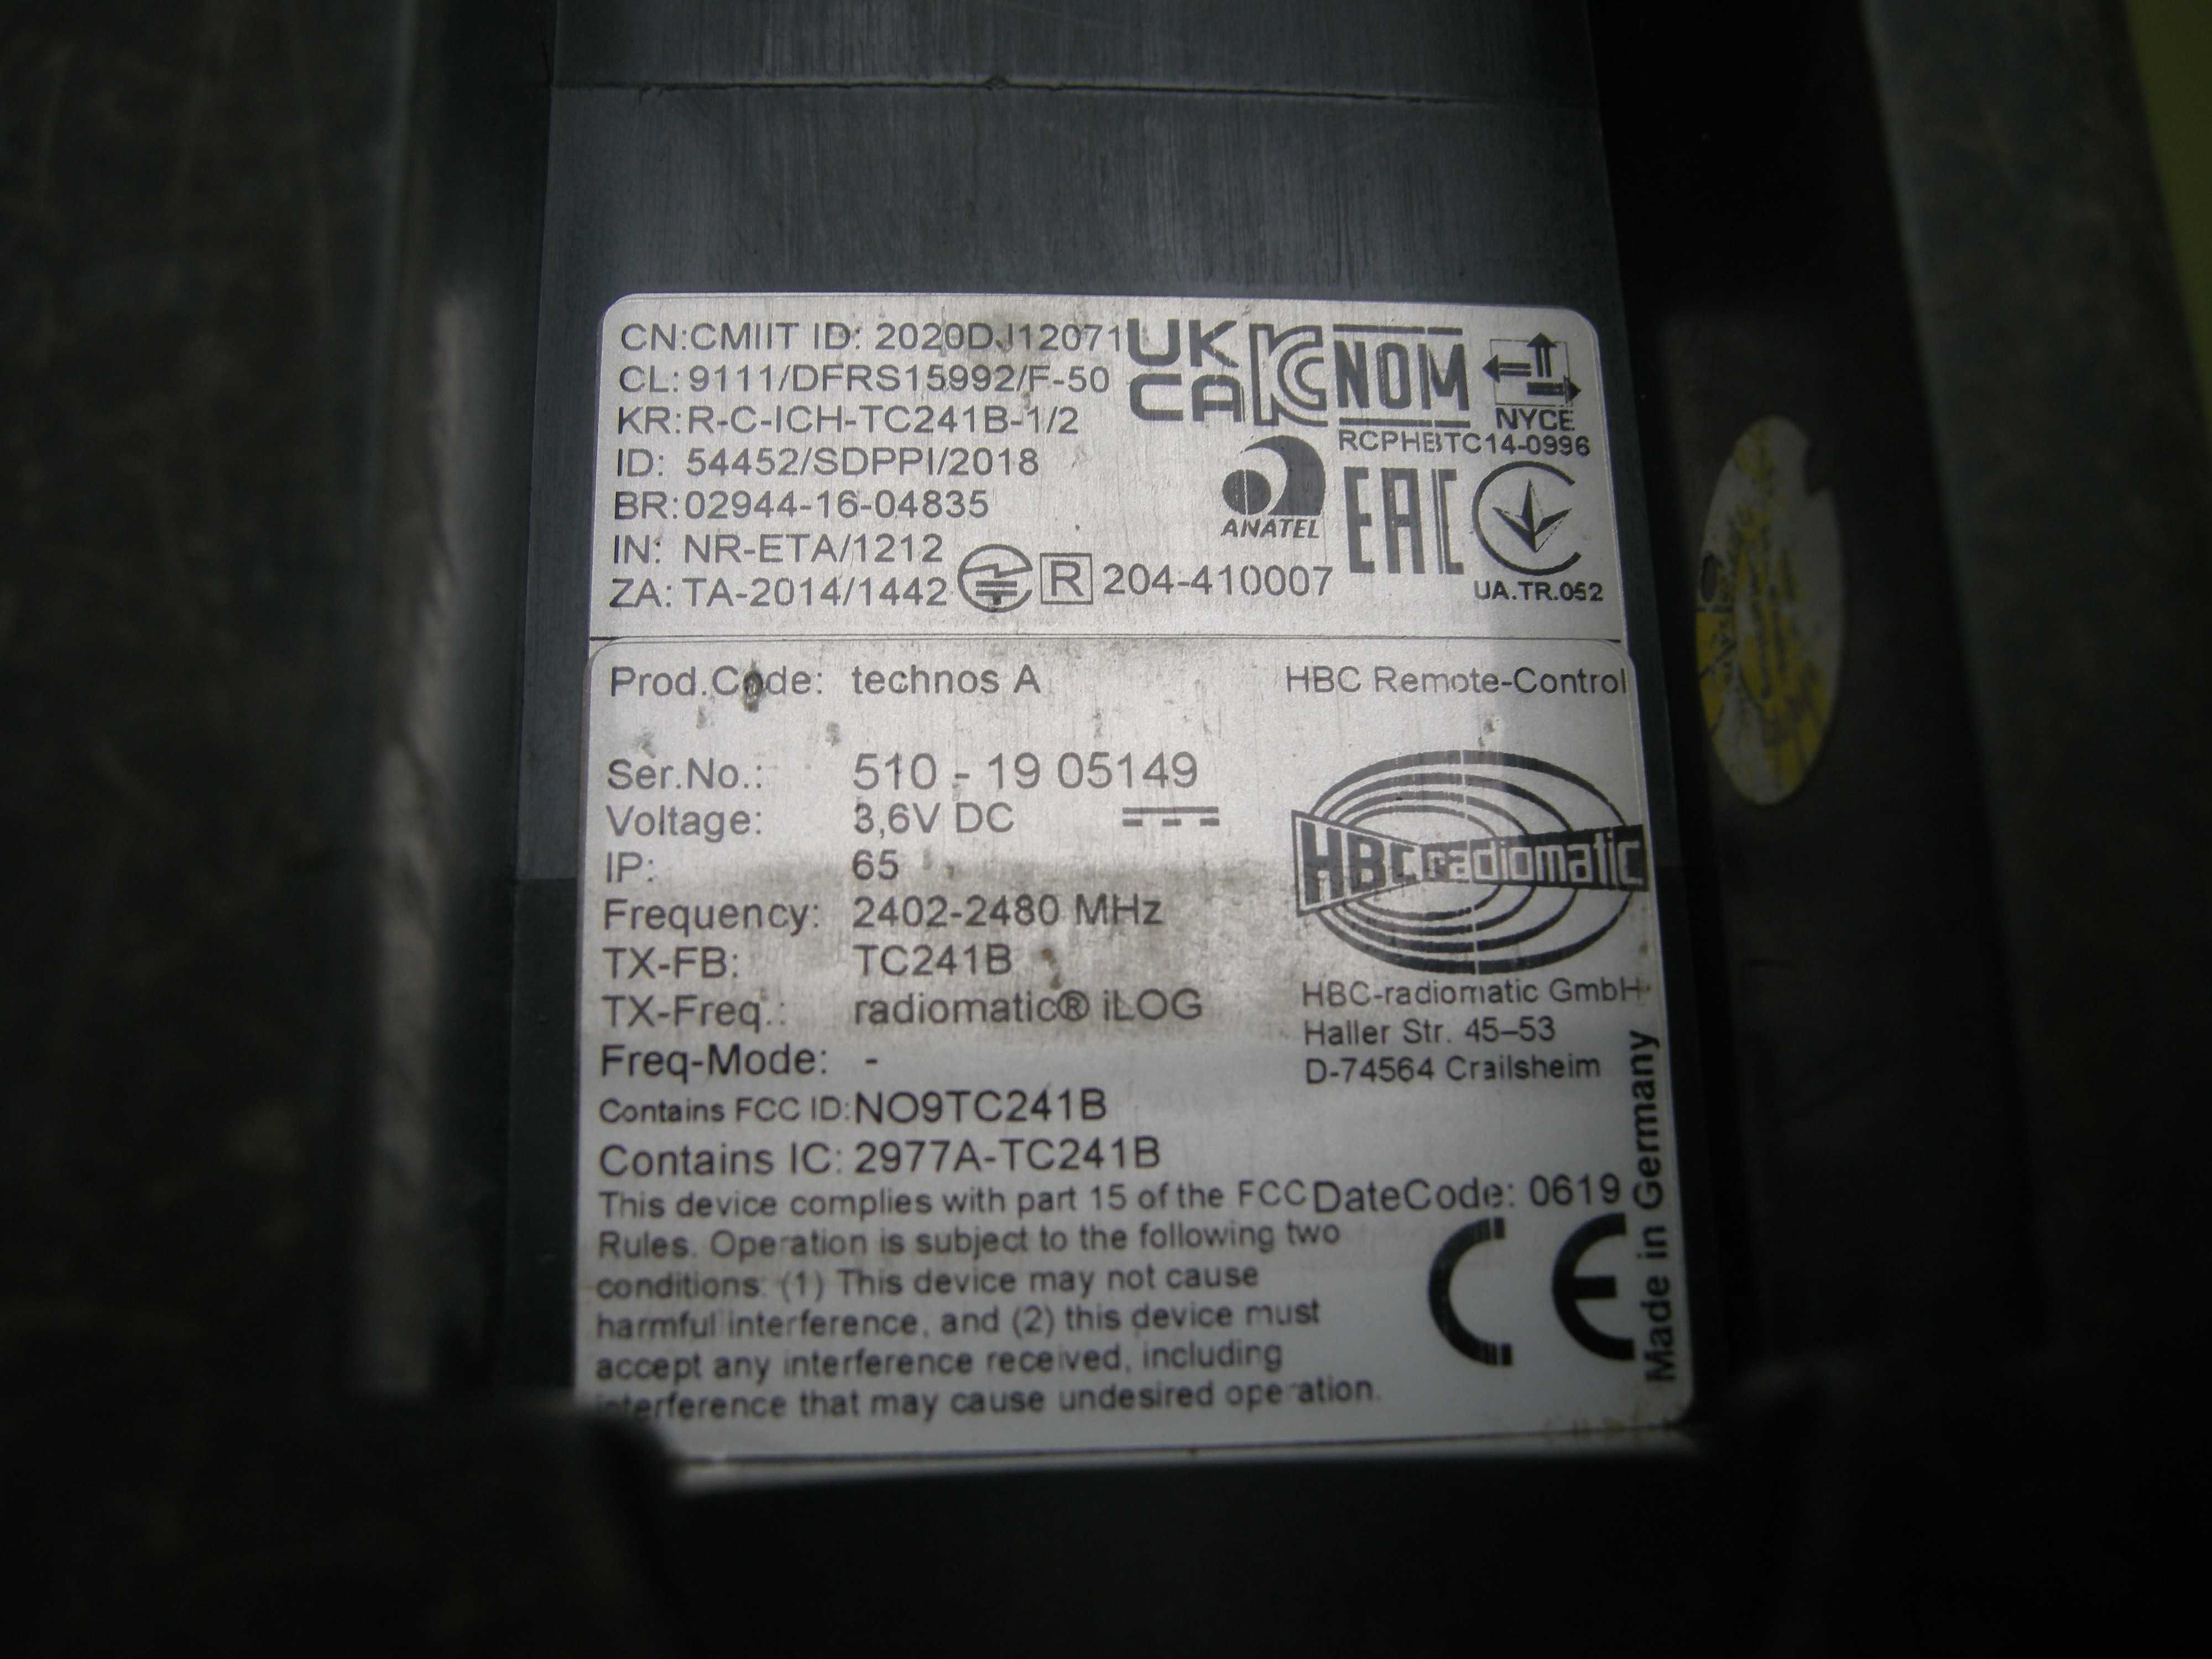 CN:CMIIT ID: 2020DJ12071
CL: 9111/DFRS15992/F-50
KR:R-C-ICH-TC241B-1/2
ID: 54452/SDPPI/2018
BR:02944-16-04835
IN: NR-ETA/1212
ZA: TA-2014/1442
R 204-410007
UK
CA
NOM
NYCE
RCPHBTC14-0996
ANATEL
EAC
UA.TR.052
Prod.Code: technos A
HBC Remote-Control
Ser.No.: 510 - 19 05149
Voltage: 3,6V DC
IP: 65
Frequency: 2402-2480 MHz
TX-FB: TC241B
TX-Freq.: radiomatic® iLOG
Freq-Mode: -
HBC radiomatic
HBC-radiomatic GmbH
Haller Str. 45–53
D-74564 Crailsheim
Contains FCC ID:NO9TC241B
Contains IC: 2977A-TC241B
This device complies with part 15 of the FCC
Rules. Operation is subject to the following two
conditions: (1) This device may not cause
harmful interference, and (2) this device must
accept any interference received, including
interference that may cause undesired operation.
DateCode: 0619
CE
Made in Germany